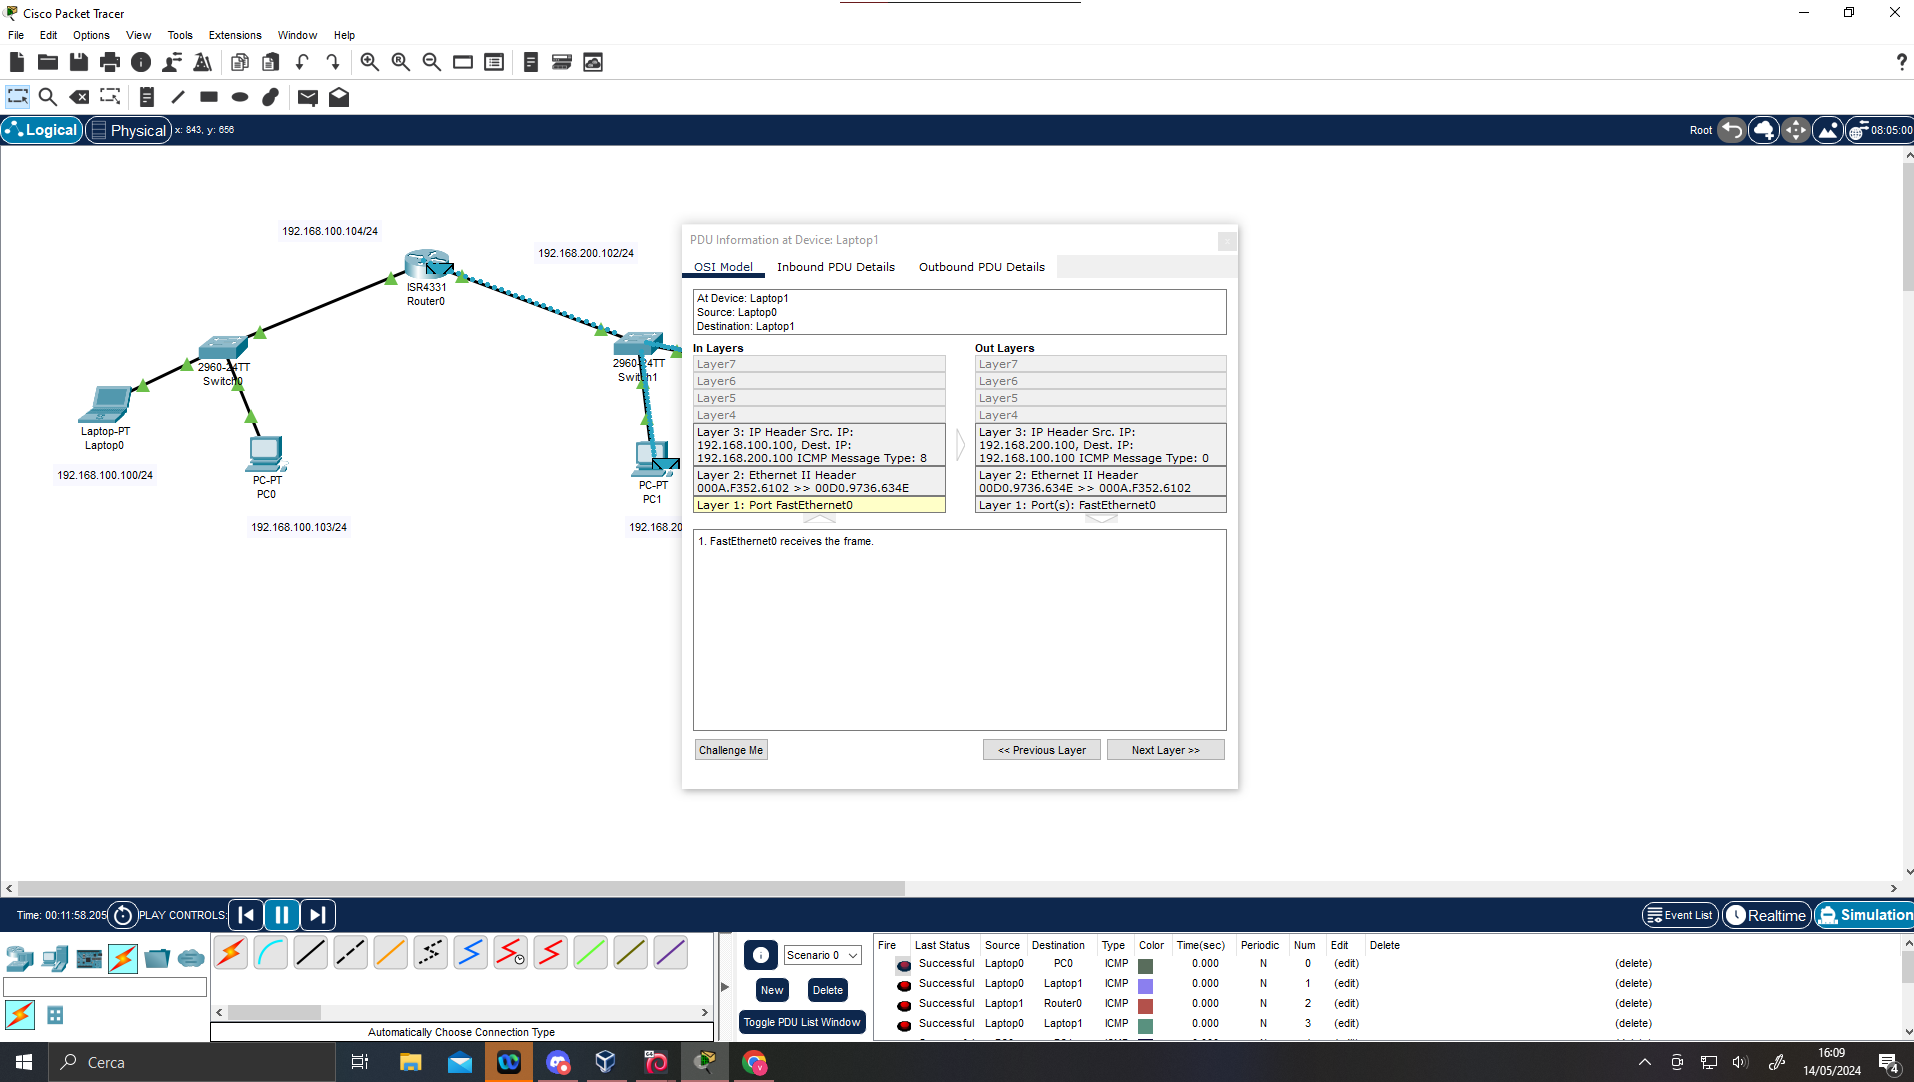 Cisco Packet Tracer
File Edit Options View Tools Extensions Window Help
?
Logical Physical x: 843, y: 656 Root 08:05:00
192.168.100.104/24
192.168.200.102/24
ISR4331
Router0
2960-24TT
Switch0
2960-24TT
Switch1
Laptop-PT
Laptop0
192.168.100.100/24
PC-PT
PC0
192.168.100.103/24
PC-PT
PC1
192.168.20
PDU Information at Device: Laptop1
OSI Model Inbound PDU Details Outbound PDU Details
At Device: Laptop1
Source: Laptop0
Destination: Laptop1
In Layers
Layer7
Layer6
Layer5
Layer4
Layer 3: IP Header Src. IP:
192.168.100.100, Dest. IP:
192.168.200.100 ICMP Message Type: 8
Layer 2: Ethernet II Header
000A.F352.6102 >> 00D0.9736.634E
Layer 1: Port FastEthernet0
Out Layers
Layer7
Layer6
Layer5
Layer4
Layer 3: IP Header Src. IP:
192.168.200.100, Dest. IP:
192.168.100.100 ICMP Message Type: 0
Layer 2: Ethernet II Header
00D0.9736.634E >> 000A.F352.6102
Layer 1: Port(s): FastEthernet0
1. FastEthernet0 receives the frame.
Challenge Me << Previous Layer Next Layer >>
Time: 00:11:58.205 PLAY CONTROLS: Event List Realtime Simulation
Automatically Choose Connection Type
Scenario 0
New Delete
Toggle PDU List Window
Fire Last Status Source Destination Type Color Time(sec) Periodic Num Edit Delete
Successful Laptop0 PC0 ICMP 0.000 N 0 (edit) (delete)
Successful Laptop0 Laptop1 ICMP 0.000 N 1 (edit) (delete)
Successful Laptop1 Router0 ICMP 0.000 N 2 (edit) (delete)
Successful Laptop0 Laptop1 ICMP 0.000 N 3 (edit) (delete)
Cerca
16:09
14/05/2024
4